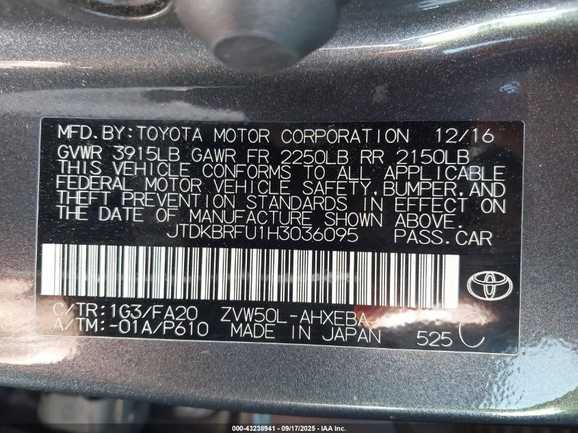 MFD.BY:TOYOTA MOTOR CORPORATION 12/16
GVWR 3915LB GAWR FR 2250LB RR 2150LB
THIS VEHICLE CONFORMS TO ALL APPLICABLE
FEDERAL MOTOR VEHICLE SAFETY,BUMPER,AND
THEFT PREVENTION STANDARDS IN EFFECT ON
THE DATE OF MANUFACTURE SHOWN ABOVE.
JTDKBRFU1H3036095 PASS.CAR
C/TR:1G3/FA20 ZVW50L-AHXEBA
A/TM:-01A/P610 MADE IN JAPAN 525
000-43238941 - 09/17/2025 - IAA Inc.